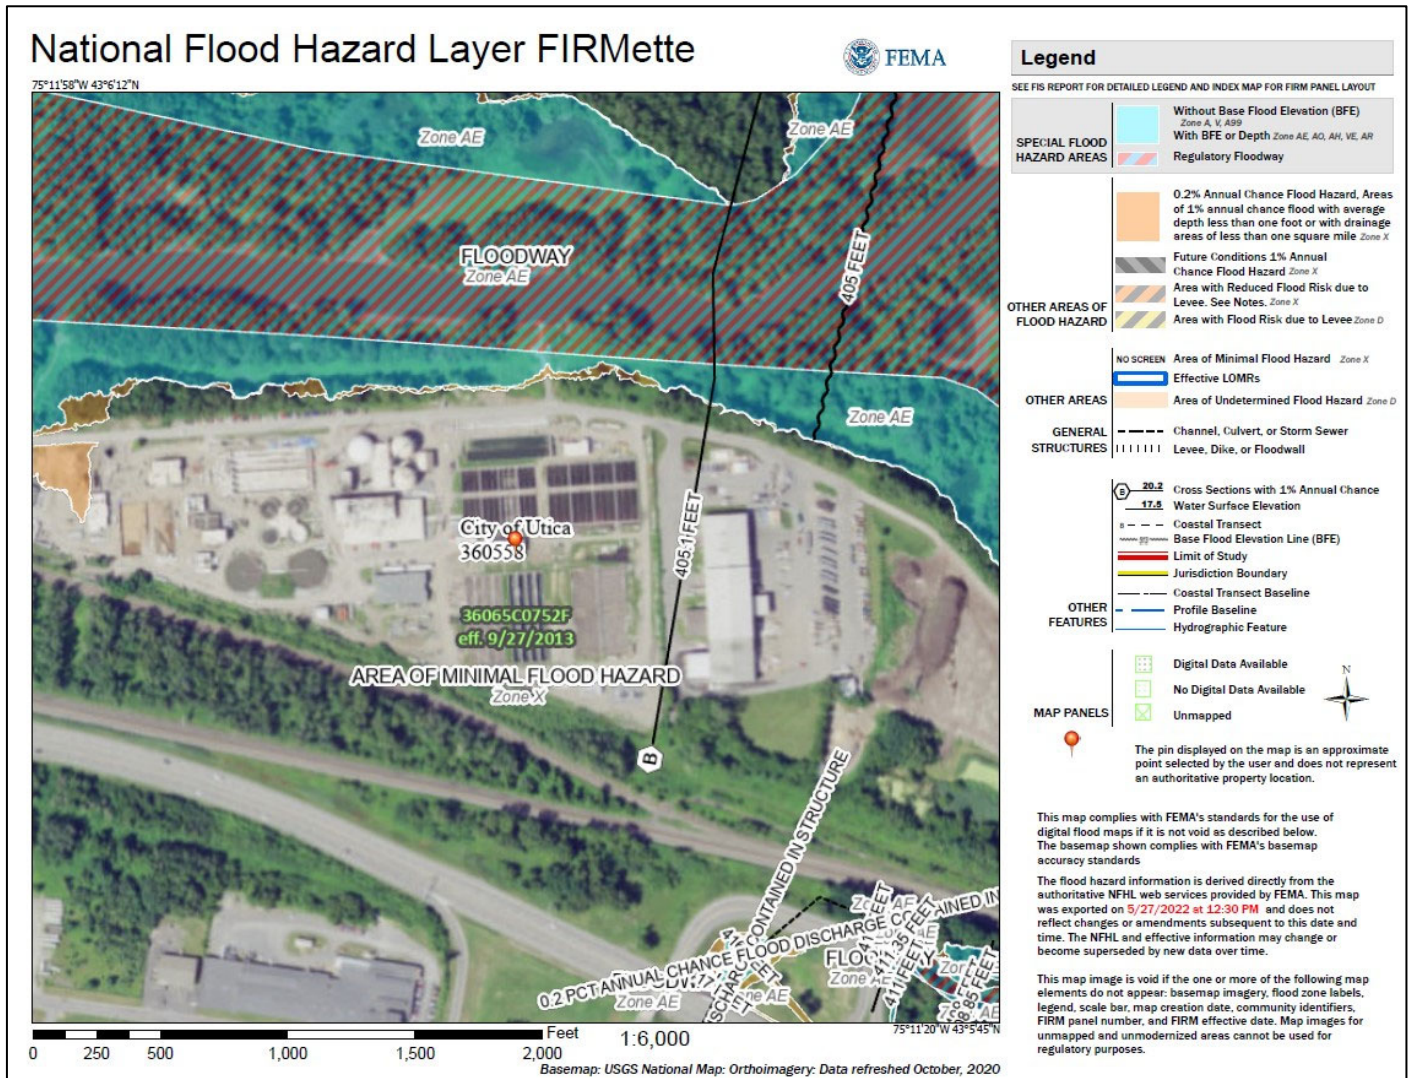 National Flood Hazard Layer FIRMette
FEMA
75°11'58"W 43°6'12"N
Zone AE
Zone AE
FLOODWAY
Zone AE
405 FEET
Zone AE
City of Utica
360558
405.1 FEET
36065C0752F
eff. 9/27/2013
AREA OF MINIMAL FLOOD HAZARD
Zone X
B
CONTAINED IN STRUCTURE
0.2 PCT ANNUAL CHANCE FLOOD DISCHARGE CONTAINED IN
Zone AE
Zone AE
75°11'20"W 43°5'45"N
Feet
1:6,000
0 250 500 1,000 1,500 2,000
Basemap: USGS National Map: Orthoimagery: Data refreshed October, 2020
Legend
SEE FIS REPORT FOR DETAILED LEGEND AND INDEX MAP FOR FIRM PANEL LAYOUT
SPECIAL FLOOD
HAZARD AREAS
Without Base Flood Elevation (BFE)
Zone A, V, A99
With BFE or Depth Zone AE, AO, AH, VE, AR
Regulatory Floodway
OTHER AREAS OF
FLOOD HAZARD
0.2% Annual Chance Flood Hazard, Areas
of 1% annual chance flood with average
depth less than one foot or with drainage
areas of less than one square mile Zone X
Future Conditions 1% Annual
Chance Flood Hazard Zone X
Area with Reduced Flood Risk due to
Levee. See Notes. Zone X
Area with Flood Risk due to Levee Zone D
OTHER AREAS
NO SCREEN Area of Minimal Flood Hazard Zone X
Effective LOMRs
Area of Undetermined Flood Hazard Zone D
GENERAL
STRUCTURES
Channel, Culvert, or Storm Sewer
Levee, Dike, or Floodwall
OTHER
FEATURES
B 20.2 Cross Sections with 1% Annual Chance
17.5 Water Surface Elevation
8 Coastal Transect
Base Flood Elevation Line (BFE)
Limit of Study
Jurisdiction Boundary
Coastal Transect Baseline
Profile Baseline
Hydrographic Feature
MAP PANELS
Digital Data Available
No Digital Data Available
Unmapped
N
The pin displayed on the map is an approximate
point selected by the user and does not represent
an authoritative property location.
This map complies with FEMA's standards for the use of
digital flood maps if it is not void as described below.
The basemap shown complies with FEMA's basemap
accuracy standards
The flood hazard information is derived directly from the
authoritative NFHL web services provided by FEMA. This map
was exported on 5/27/2022 at 12:30 PM and does not
reflect changes or amendments subsequent to this date and
time. The NFHL and effective information may change or
become superseded by new data over time.
This map image is void if the one or more of the following map
elements do not appear: basemap imagery, flood zone labels,
legend, scale bar, map creation date, community identifiers,
FIRM panel number, and FIRM effective date. Map images for
unmapped and unmodernized areas cannot be used for
regulatory purposes.